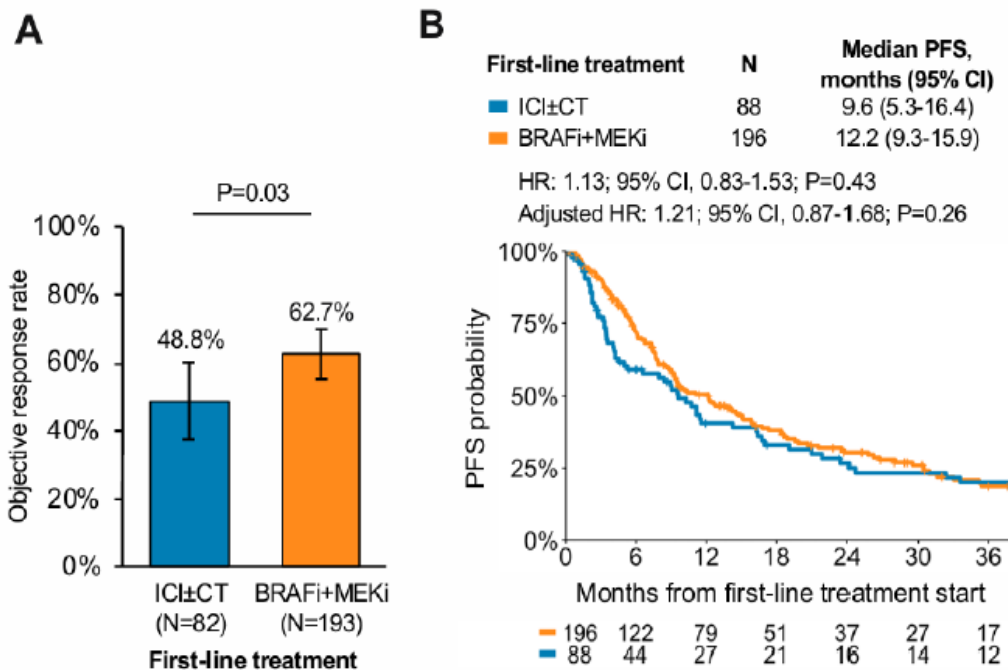 A
P=0.03
Objective response rate
100%
80%
60%
40%
20%
0%
48.8%
62.7%
ICI±CT BRAFi+MEKi
(N=82) (N=193)
First-line treatment
B
First-line treatment N Median PFS, months (95% CI)
ICI±CT 88 9.6 (5.3-16.4)
BRAFi+MEKi 196 12.2 (9.3-15.9)
HR: 1.13; 95% CI, 0.83-1.53; P=0.43
Adjusted HR: 1.21; 95% CI, 0.87-1.68; P=0.26
PFS probability
100%
75%
50%
25%
0%
0 6 12 18 24 30 36
Months from first-line treatment start
196 122 79 51 37 27 17
88 44 27 21 16 14 12